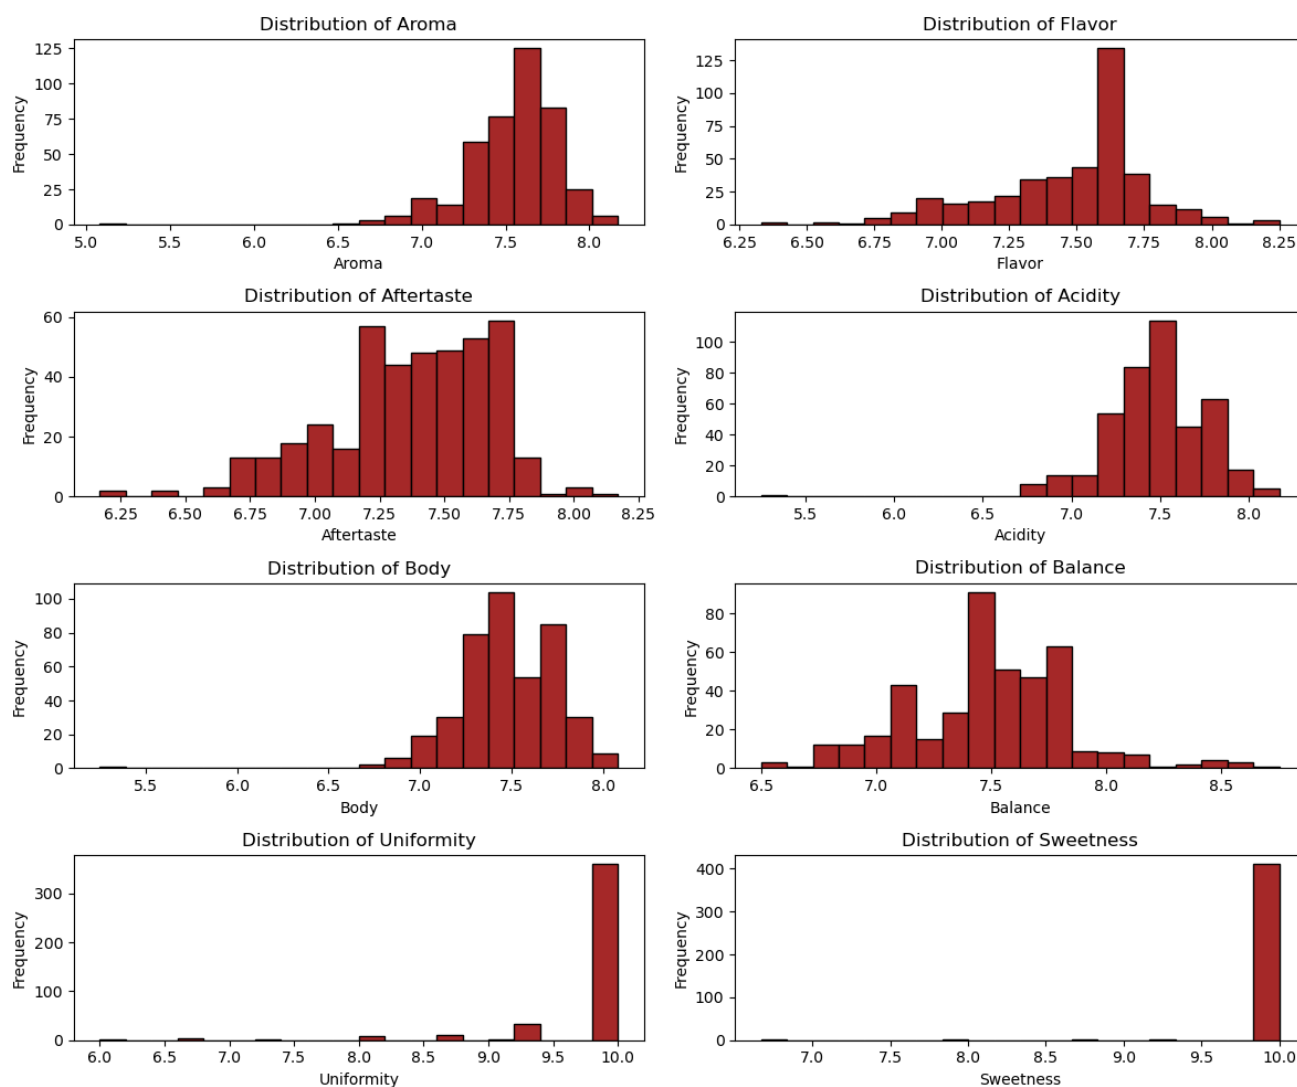 Distribution of Aroma
Frequency
125
100
75
50
25
0
5.0 5.5 6.0 6.5 7.0 7.5 8.0
Aroma
Distribution of Flavor
Frequency
125
100
75
50
25
0
6.25 6.50 6.75 7.00 7.25 7.50 7.75 8.00 8.25
Flavor
Distribution of Aftertaste
Frequency
60
40
20
0
6.25 6.50 6.75 7.00 7.25 7.50 7.75 8.00 8.25
Aftertaste
Distribution of Acidity
Frequency
100
80
60
40
20
0
5.5 6.0 6.5 7.0 7.5 8.0
Acidity
Distribution of Body
Frequency
100
80
60
40
20
0
5.5 6.0 6.5 7.0 7.5 8.0
Body
Distribution of Balance
Frequency
80
60
40
20
0
6.5 7.0 7.5 8.0 8.5
Balance
Distribution of Uniformity
Frequency
300
200
100
0
6.0 6.5 7.0 7.5 8.0 8.5 9.0 9.5 10.0
Uniformity
Distribution of Sweetness
Frequency
400
300
200
100
0
7.0 7.5 8.0 8.5 9.0 9.5 10.0
Sweetness